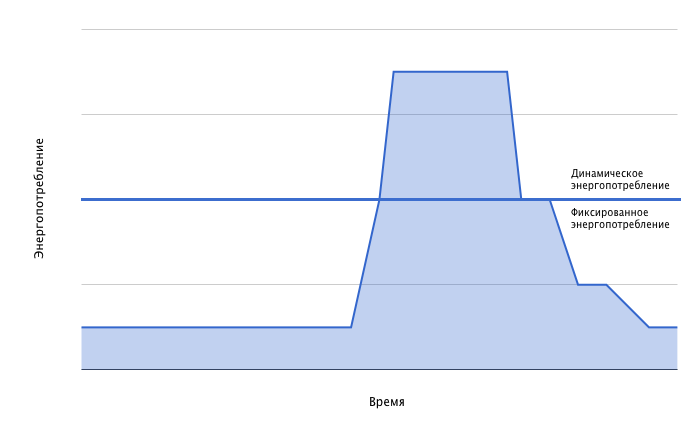 Энергопотребление
Динамическое
энергопотребление
Фиксированное
энергопотребление
Время